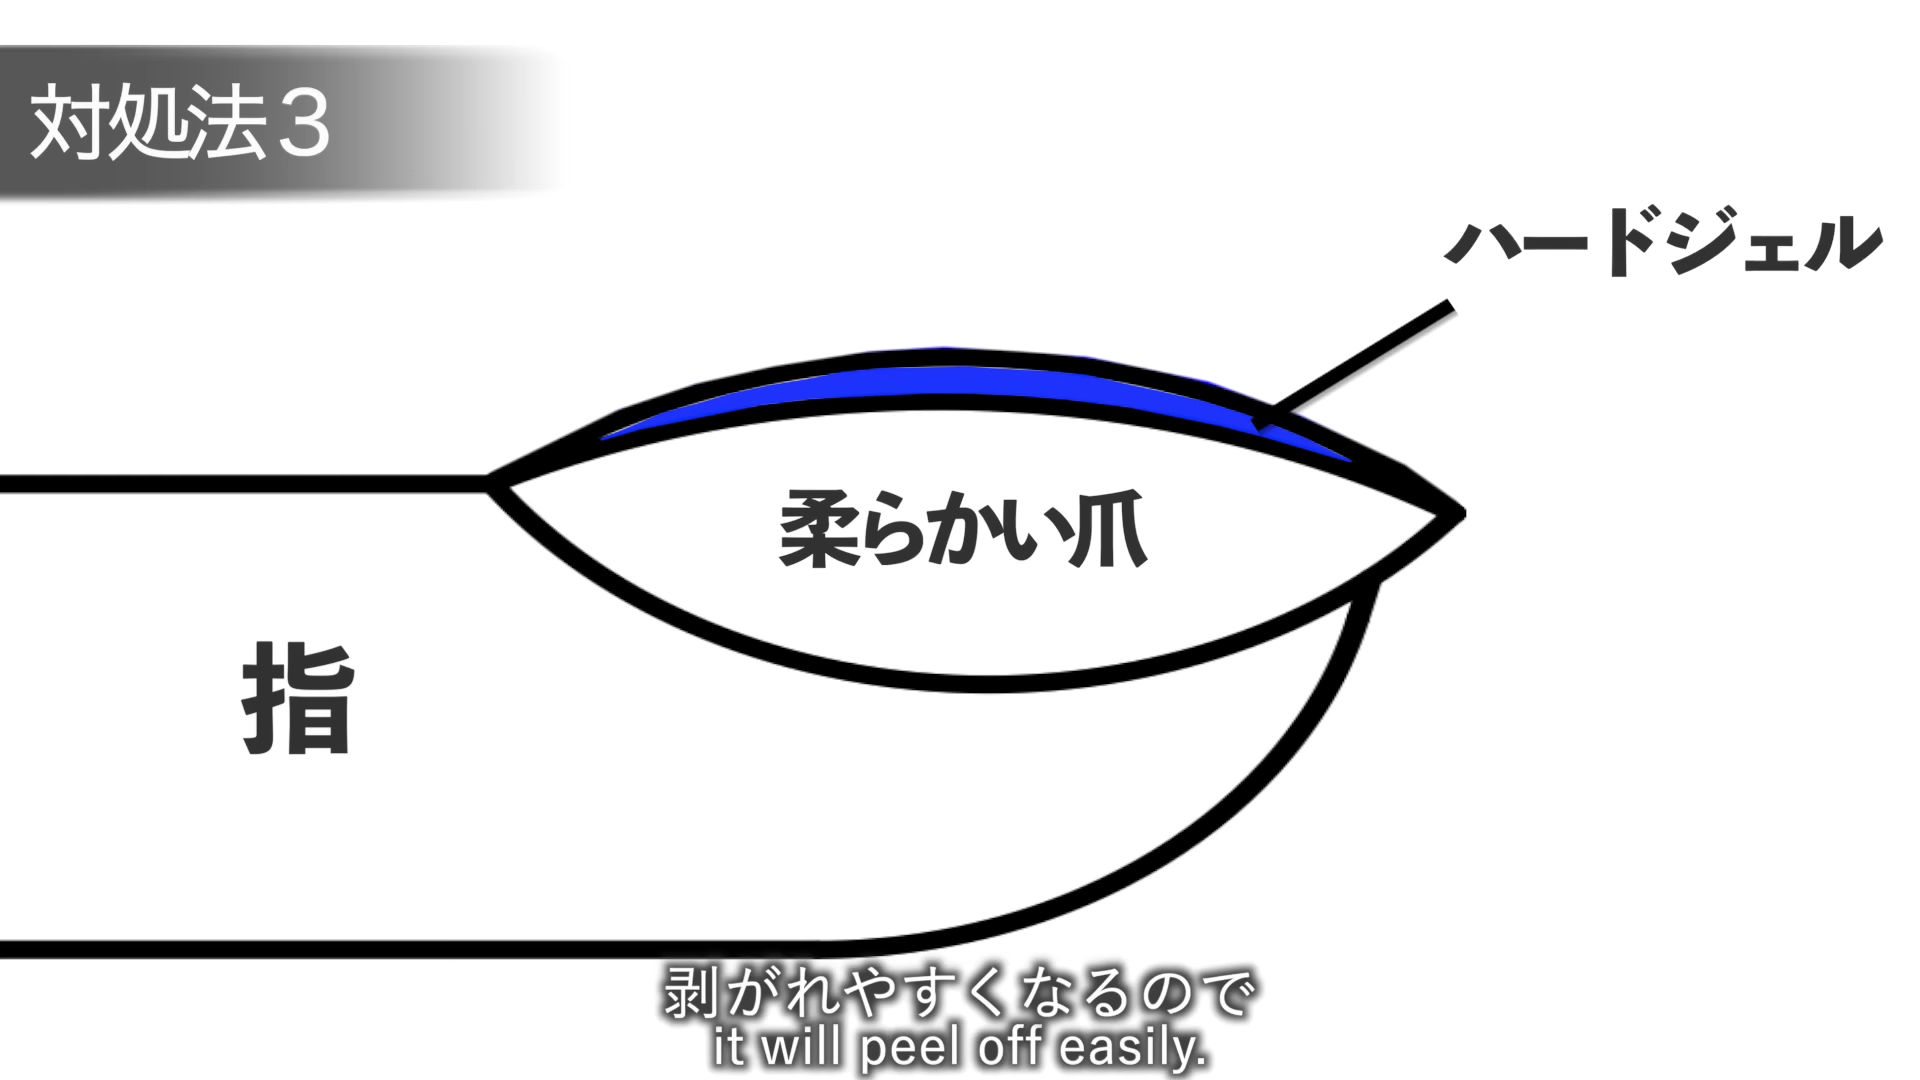 対処法3
ハードジェル
柔らかい爪
指
剥がれやすくなるので
it will peel off easily.